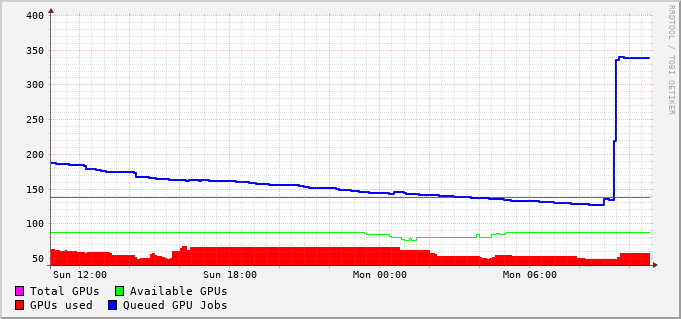 400
350
300
250
200
150
100
50
Sun 12:00 Sun 18:00 Mon 00:00 Mon 06:00
Total GPUs Available GPUs
GPUs used Queued GPU Jobs
RRDTOOL / TOBI OETIKER